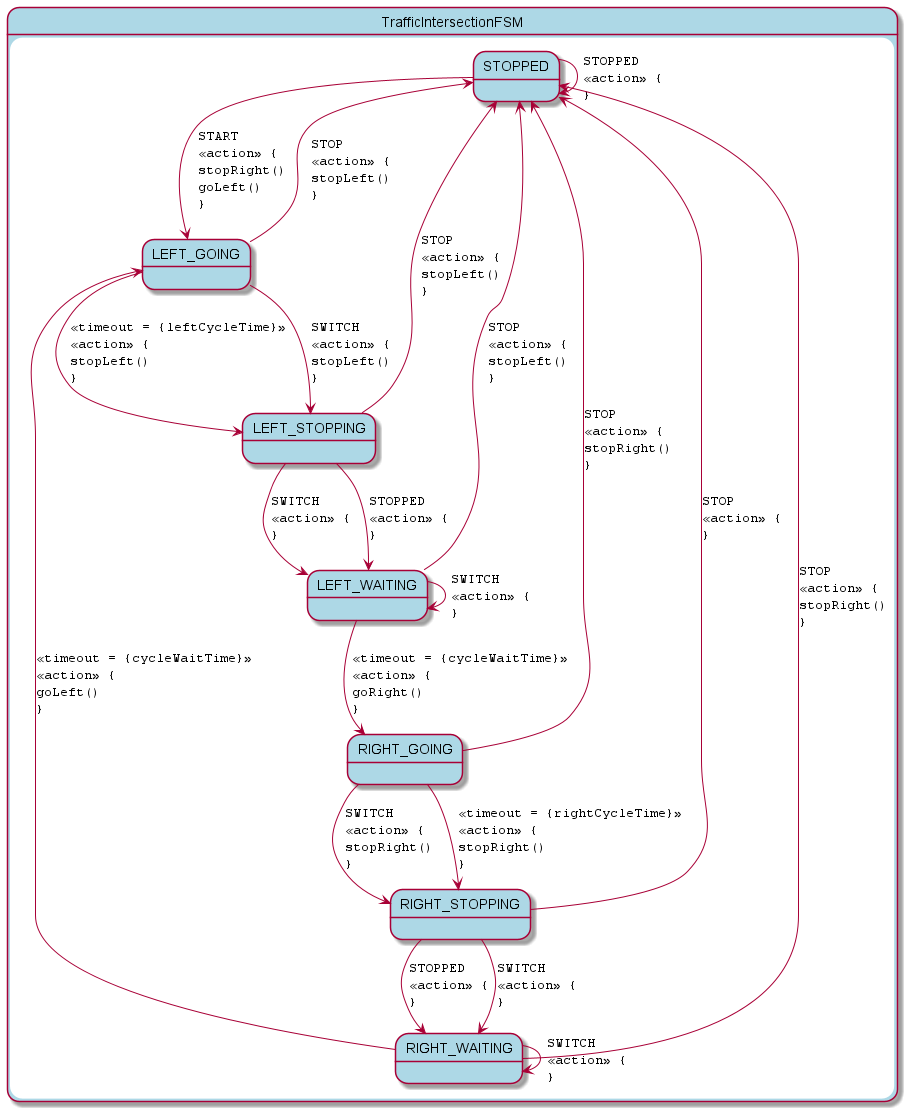 TrafficIntersectionFSM
STOPPED
STOPPED
«action» {
}
START
«action» {
stopRight()
goLeft()
}
STOP
«action» {
stopLeft()
}
LEFT_GOING
STOP
«action» {
stopLeft()
}
«timeout = {leftCycleTime}»
«action» {
stopLeft()
}
SWITCH
«action» {
stopLeft()
}
STOP
«action» {
stopLeft()
}
LEFT_STOPPING
STOP
«action» {
stopRight()
}
SWITCH
«action» {
}
STOPPED
«action» {
}
STOP
«action» {
}
LEFT_WAITING
SWITCH
«action» {
}
STOP
«action» {
stopRight()
}
«timeout = {cycleWaitTime}»
«action» {
goLeft()
}
«timeout = {cycleWaitTime}»
«action» {
goRight()
}
RIGHT_GOING
SWITCH
«action» {
stopRight()
}
«timeout = {rightCycleTime}»
«action» {
stopRight()
}
RIGHT_STOPPING
STOPPED
«action» {
}
SWITCH
«action» {
}
RIGHT_WAITING
SWITCH
«action» {
}